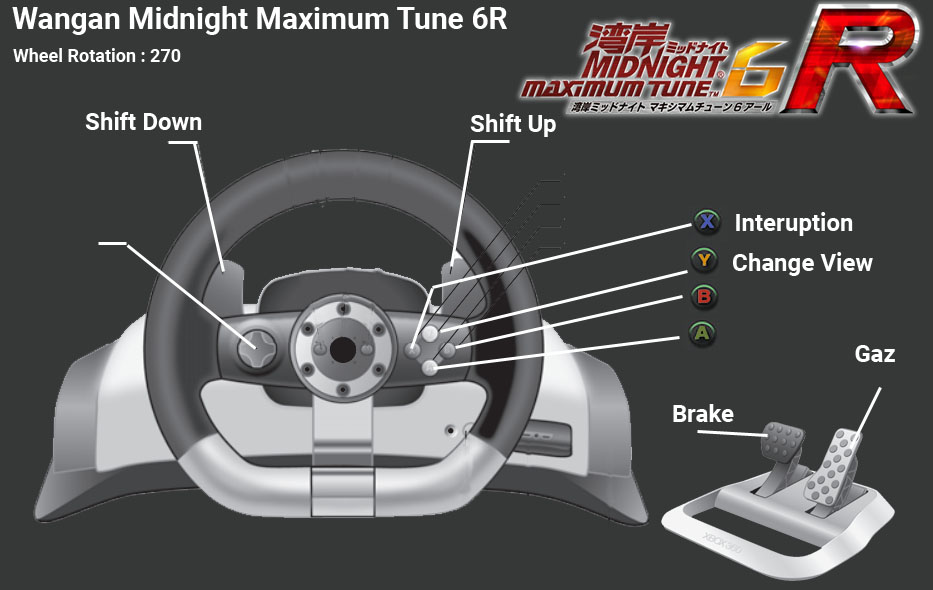 Wangan Midnight Maximum Tune 6R
Wheel Rotation : 270
湾岸 ミッドナイト 6 R
MIDNIGHT
MAXIMUM TUNE™
湾岸ミッドナイト マキシマムチューン6アール
Shift Down
Shift Up
X Interuption
Y Change View
B
A
Gaz
Brake
XBOX360